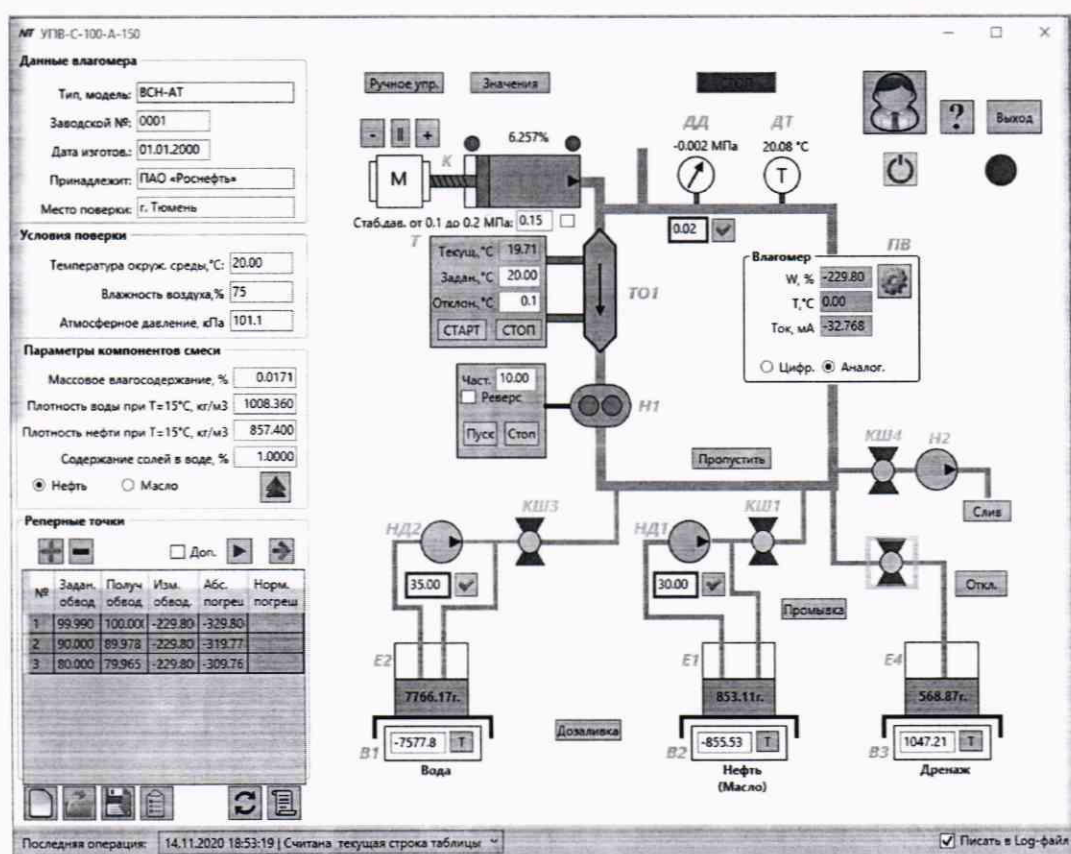 NT УПВ-С-100-А-150
Данные влагомера
Тип, модель: ВСН-АТ
Заводской №: 0001
Дата изготов.: 01.01.2000
Принадлежит: ПАО «Роснефть»
Место поверки: г. Тюмень
Условия поверки
Температура окруж. среды,°C: 20.00
Влажность воздуха,% 75
Атмосферное давление, кПа 101.1
Параметры компонентов смеси
Массовое влагосодержание, % 0.0171
Плотность воды при Т=15°C, кг/м3 1008.360
Плотность нефти при Т=15°C, кг/м3 857.400
Содержание солей в воде, % 1.0000
Нефть Масло
Реперные точки
Доп.
№ Задан. обвод Получ обвод Изм. обвод. Абс. погреш Норм. погреш
1 99.990 100.00 -229.80 -329.80
2 90.000 89.978 -229.80 -319.77
3 80.000 79.965 -229.80 -309.76
Ручное упр. Значения СТОП
? Выход
- || +
6.257%
ДД ДТ
-0.002 МПа 20.08 °C
М К Т
Стаб.дав. от 0.1 до 0.2 МПа: 0.15
0.02
Т
Текущ,°C 19.71
Задан,°C 20.00
Отклон,°C 0.1
СТАРТ СТОП
ТО1
ПВ
Влагомер
W, % -229.80
T,°C 0.00
Ток, мА -32.768
Цифр. Аналог.
Част. 10.00
Реверс
Пуск Стоп
Н1
Пропустить
КШ4 Н2
Слив
НД2 КШ3 НД1 КШ1
35.00 30.00
Откл.
Промывка
Е2 Е1 Е4
7766.17г. 853.11г. 568.87г.
Дозаливка
В1 -7577.8 Т В2 -855.53 Т В3 1047.21 Т
Вода Нефть (Масло) Дренаж
Последняя операция: 14.11.2020 18:53:19 | Считана текущая строка таблицы
Писать в Log-файл